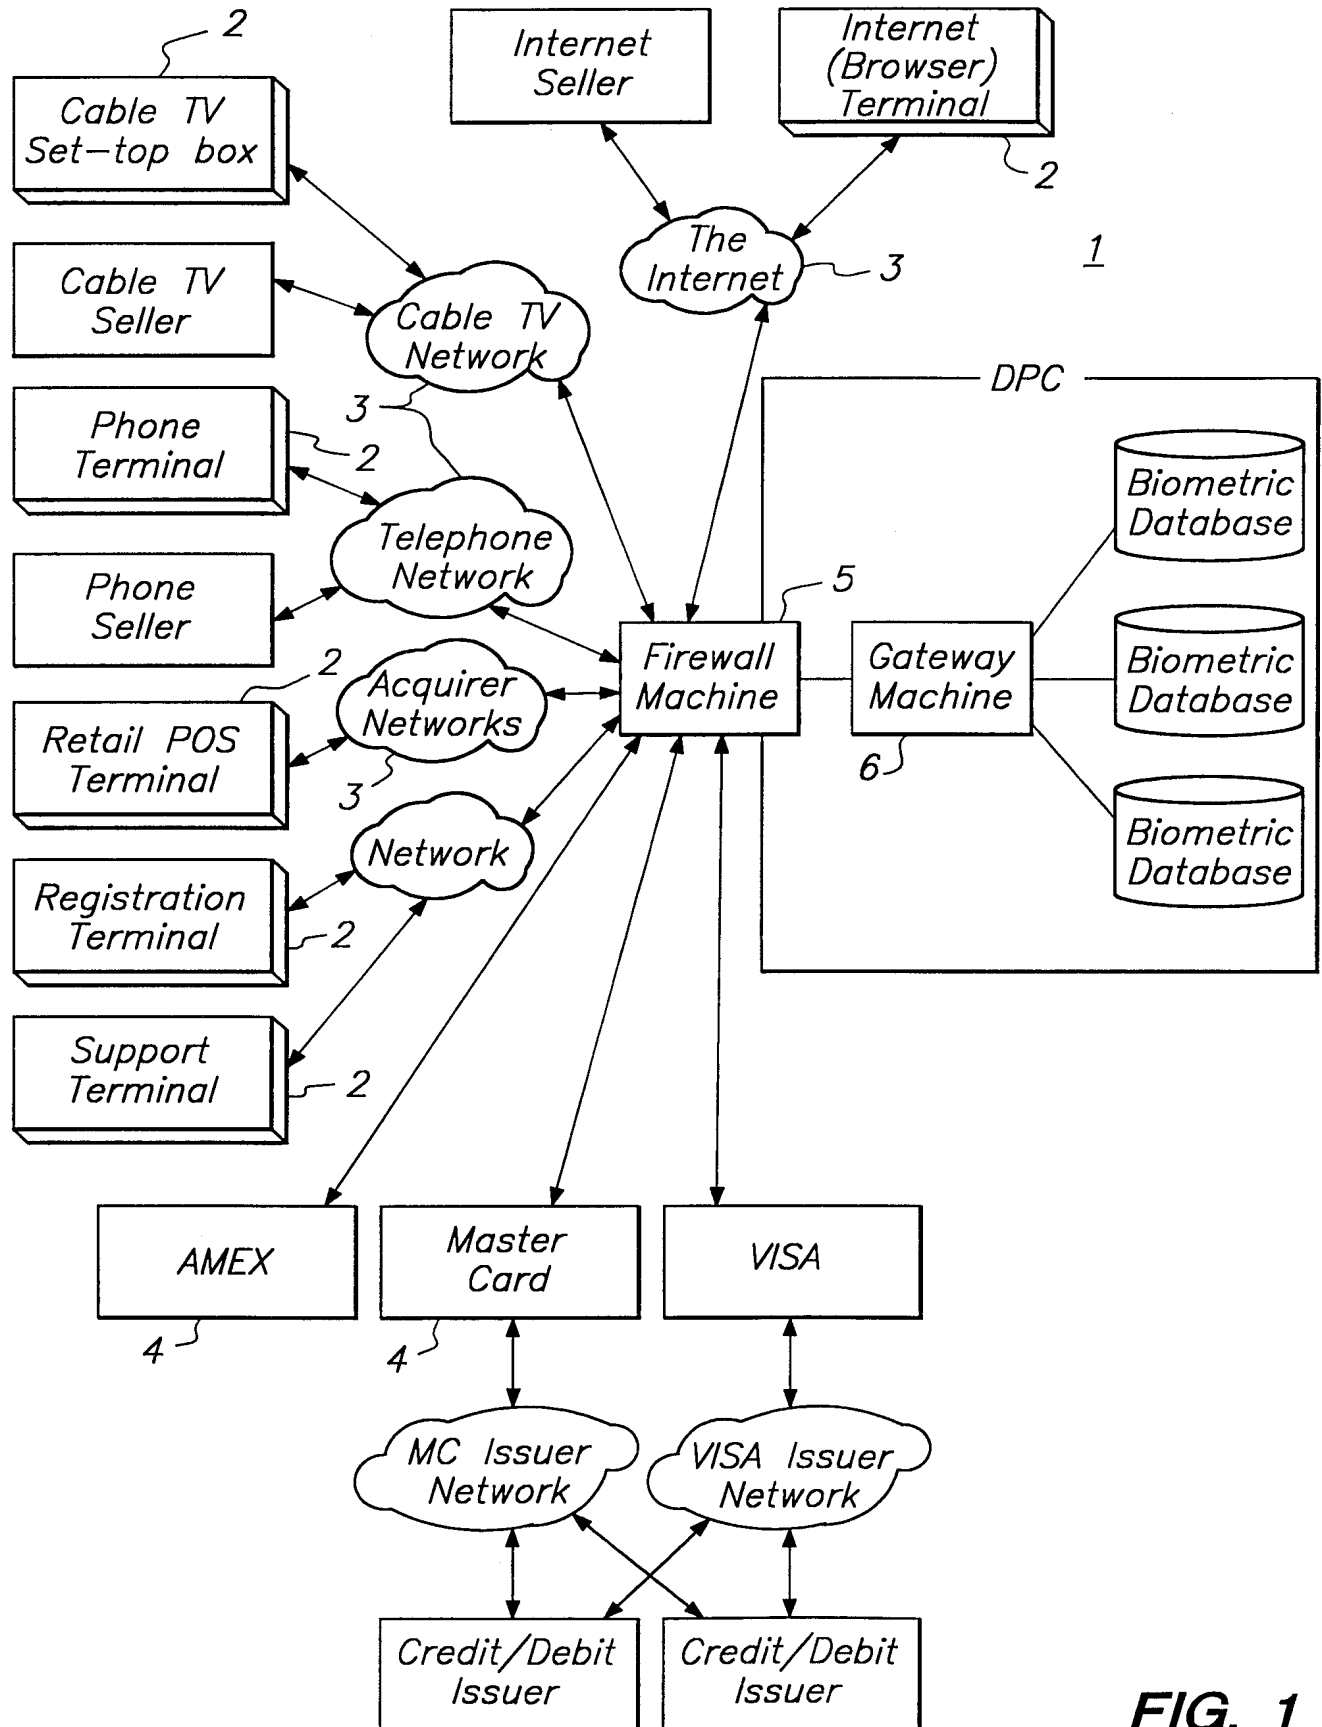 2
Cable TV
Set-top box
Internet
Seller
Internet
(Browser)
Terminal
2
The
Internet
3
1
Cable TV
Seller
Cable TV
Network
3
DPC
Phone
Terminal
2
Telephone
Network
Phone
Seller
5
Firewall
Machine
Gateway
Machine
6
Biometric
Database
Biometric
Database
Biometric
Database
2
Retail POS
Terminal
Acquirer
Networks
3
Network
Registration
Terminal
2
Support
Terminal
2
AMEX
4
Master
Card
4
VISA
MC Issuer
Network
VISA Issuer
Network
Credit/Debit
Issuer
Credit/Debit
Issuer
FIG. 1